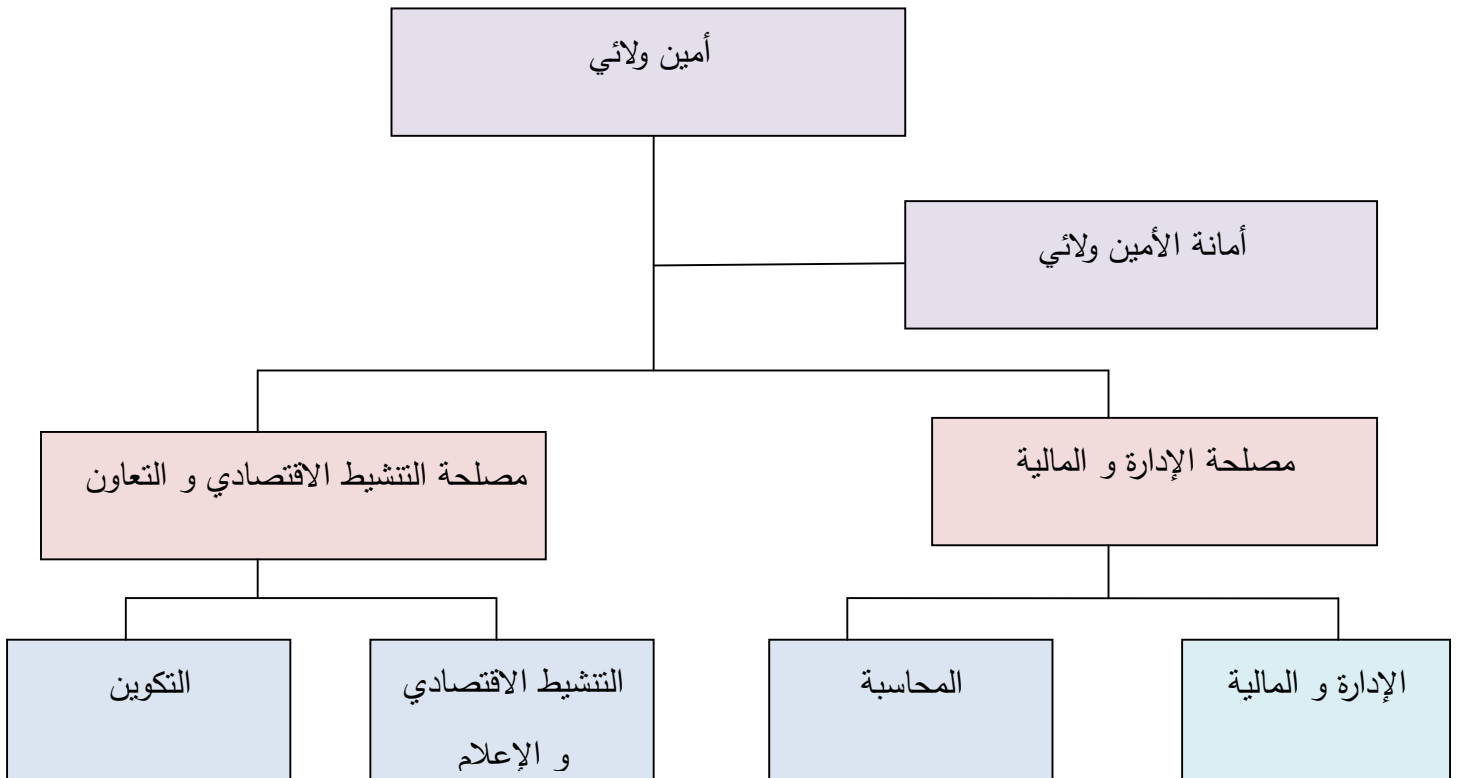 أمين ولائي
أمانة الأمين ولائي
مصلحة الإدارة و المالية
مصلحة التنشيط الاقتصادي و التعاون
الإدارة و المالية
المحاسبة
التنشيط الاقتصادي
و الإعلام
التكوين